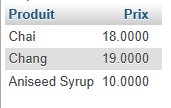 Produit Prix
Chai 18.0000
Chang 19.0000
Aniseed Syrup 10.0000